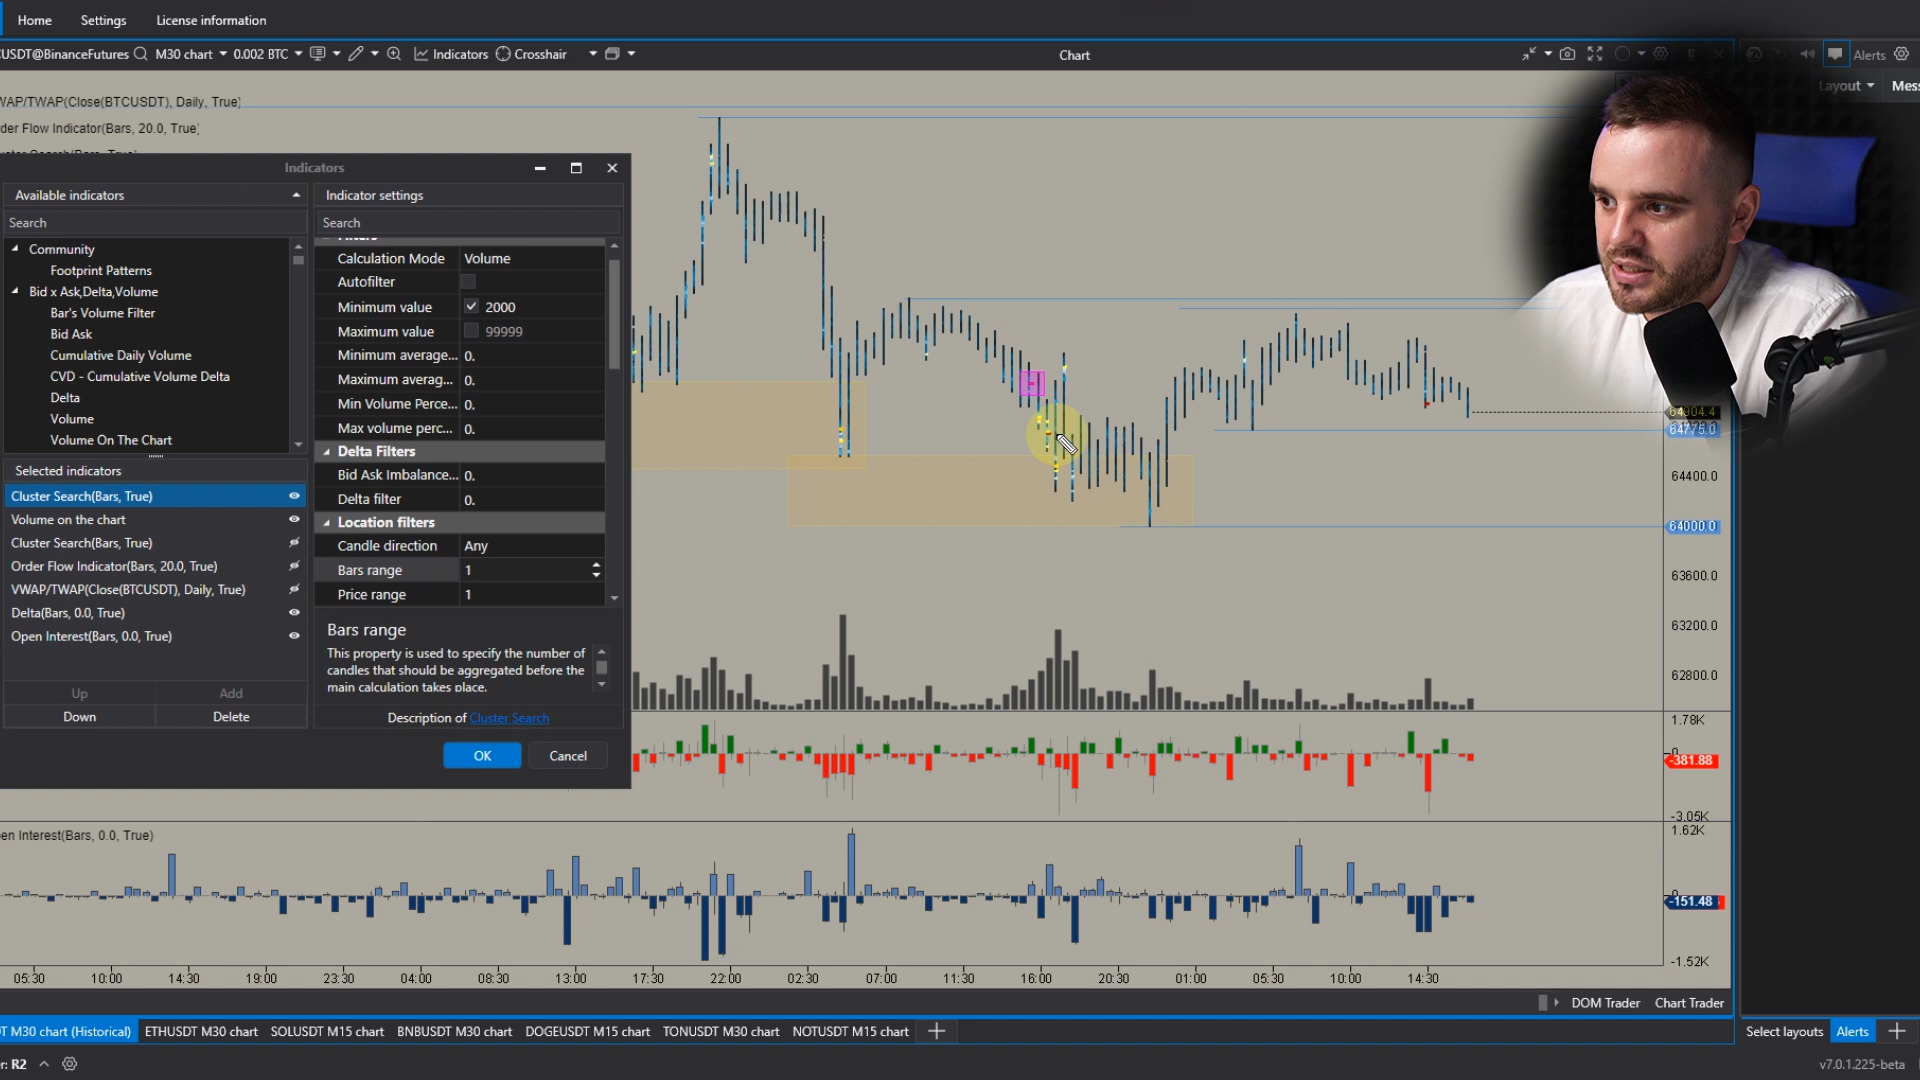 Home Settings License information
CUSDT@BinanceFutures M30 chart 0.002 BTC Indicators Crosshair Chart Alerts
Layout Mess
WAP/TWAP(Close(BTCUSDT), Daily, True)
der Flow Indicator(Bars, 20.0, True)
Indicators
Available indicators
Search
Community
Footprint Patterns
Bid x Ask,Delta,Volume
Bar's Volume Filter
Bid Ask
Cumulative Daily Volume
CVD - Cumulative Volume Delta
Delta
Volume
Volume On The Chart
Selected indicators
Cluster Search(Bars, True)
Volume on the chart
Cluster Search(Bars, True)
Order Flow Indicator(Bars, 20.0, True)
VWAP/TWAP(Close(BTCUSDT), Daily, True)
Delta(Bars, 0.0, True)
Open Interest(Bars, 0.0, True)
Up Add
Down Delete
Indicator settings
Search
Filters
Calculation Mode Volume
Autofilter
Minimum value 2000
Maximum value 99999
Minimum average... 0.
Maximum averag... 0.
Min Volume Perce... 0.
Max volume perc... 0.
Delta Filters
Bid Ask Imbalance... 0.
Delta filter 0.
Location filters
Candle direction Any
Bars range 1
Price range 1
Bars range
This property is used to specify the number of
candles that should be aggregated before the
main calculation takes place.
Description of Cluster Search
OK Cancel
64775.0
64400.0
64000.0
63600.0
63200.0
62800.0
1.78K
0
-381.88
-3.05K
en Interest(Bars, 0.0, True)
1.62K
0
-151.48
-1.52K
05:30 10:00 14:30 19:00 23:30 04:00 08:30 13:00 17:30 22:00 02:30 07:00 11:30 16:00 20:30 01:00 05:30 10:00 14:30
DOM Trader Chart Trader
T M30 chart (Historical) ETHUSDT M30 chart SOLUSDT M15 chart BNBUSDT M30 chart DOGEUSDT M15 chart TONUSDT M30 chart NOTUSDT M15 chart Select layouts Alerts
er: R2 v7.0.1.225-beta